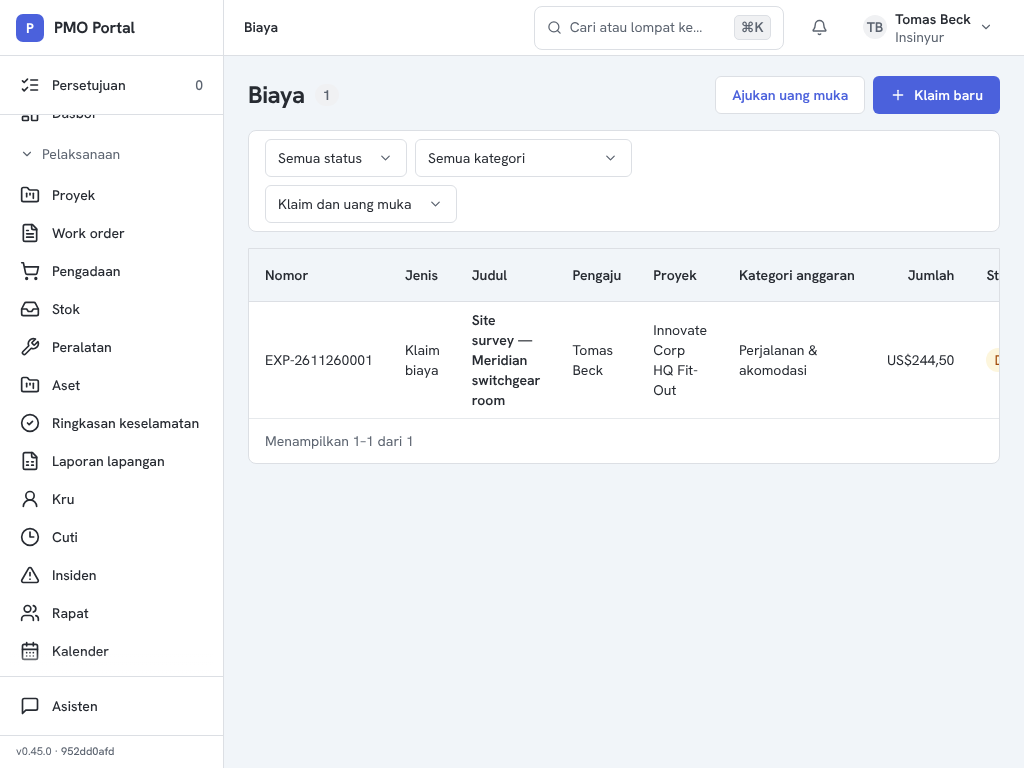 P PMO Portal
Biaya
Cari atau lompat ke...
⌘K
TB
Tomas Beck
Insinyur
Persetujuan 0
Dasbor
Pelaksanaan
Proyek
Work order
Pengadaan
Stok
Peralatan
Aset
Ringkasan keselamatan
Laporan lapangan
Kru
Cuti
Insiden
Rapat
Kalender
Asisten
v0.45.0 · 952dd0afd
Biaya 1
Ajukan uang muka
Klaim baru
Semua status
Semua kategori
Klaim dan uang muka
Nomor Jenis Judul Pengaju Proyek Kategori anggaran Jumlah St
EXP-2611260001
Klaim
biaya
Site
survey —
Meridian
switchgear
room
Tomas
Beck
Innovate
Corp
HQ Fit-
Out
Perjalanan &
akomodasi
US$244,50
Menampilkan 1–1 dari 1